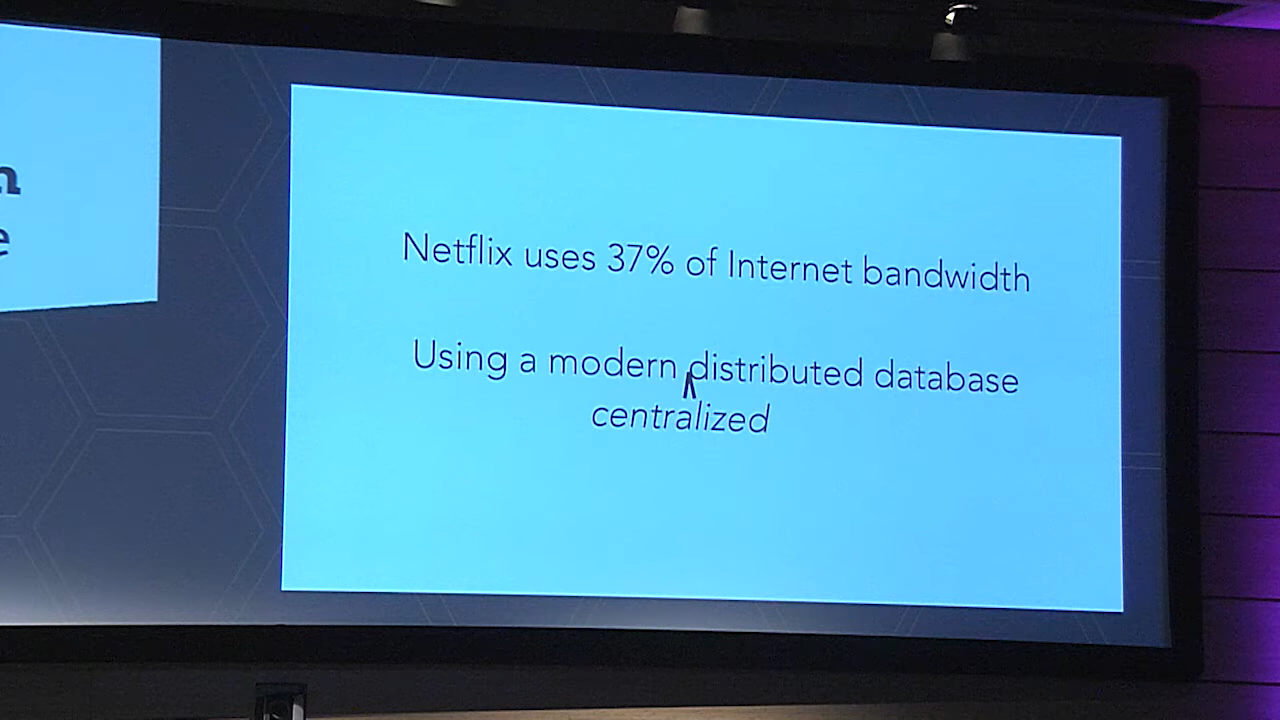 Netflix uses 37% of Internet bandwidth
Using a modern distributed database
centralized